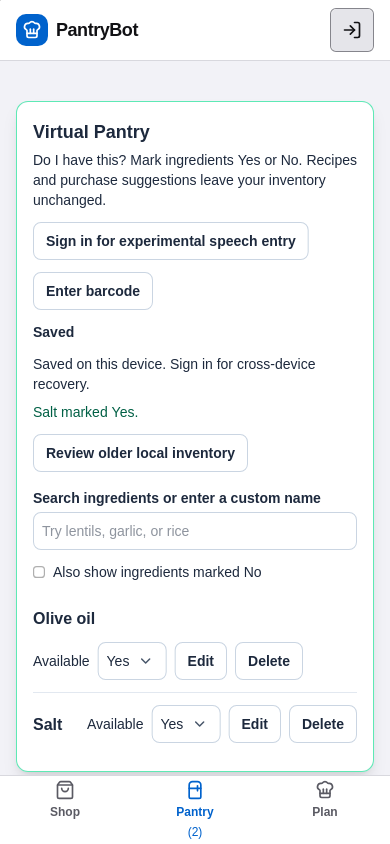 PantryBot
Virtual Pantry
Do I have this? Mark ingredients Yes or No. Recipes
and purchase suggestions leave your inventory
unchanged.
Sign in for experimental speech entry
Enter barcode
Saved
Saved on this device. Sign in for cross-device
recovery.
Salt marked Yes.
Review older local inventory
Search ingredients or enter a custom name
Try lentils, garlic, or rice
Also show ingredients marked No
Olive oil
Available Yes Edit Delete
Salt Available Yes Edit Delete
Shop Pantry Plan
(2)